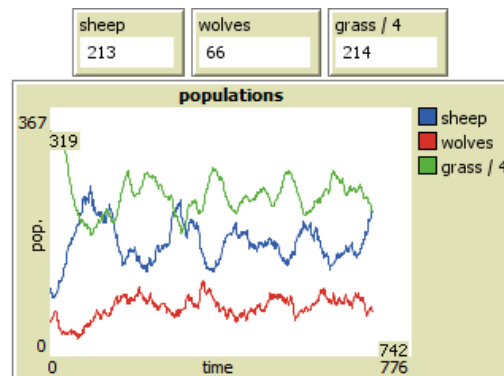 sheep
213
wolves
66
grass / 4
214
populations
367
319
pop.
0
0
time
742
776
sheep
wolves
grass / 4